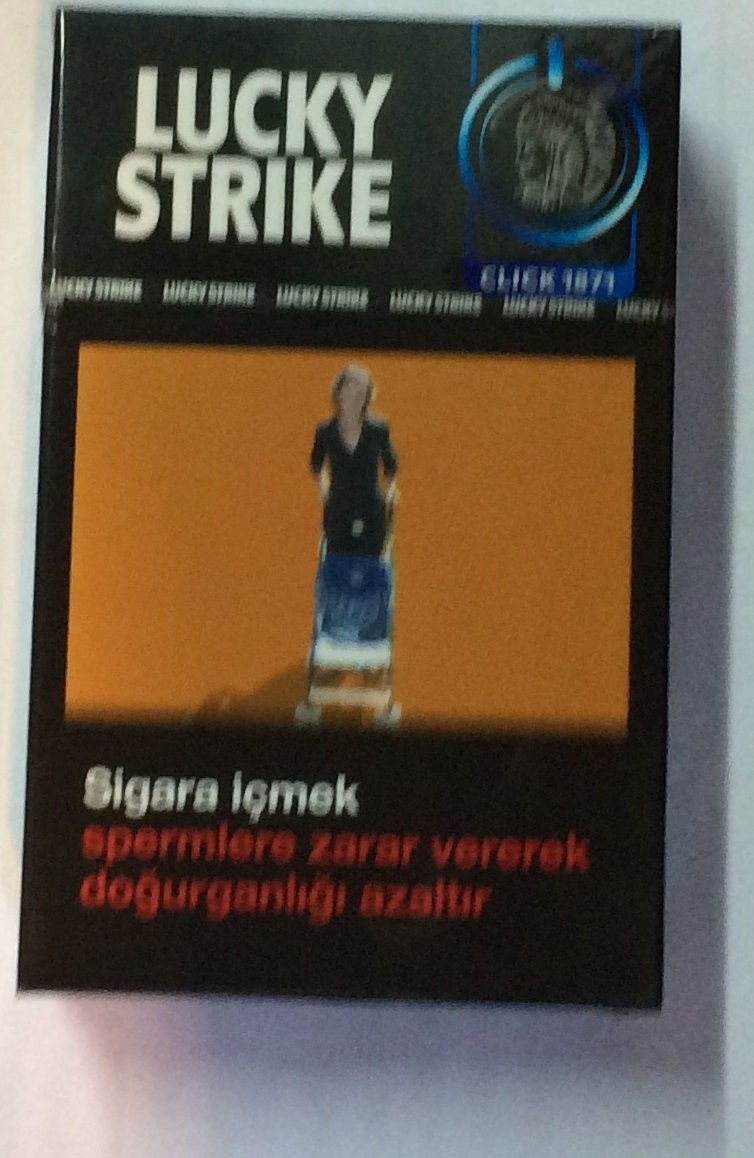 LUCKY
STRIKE
CLICK 1871
LUCKY STRIKE LUCKY STRIKE LUCKY STRIKE LUCKY STRIKE LUCKY STRIKE LUCKY
Sigara içmek
spermlere zarar vererek
doğurganlığı azaltır